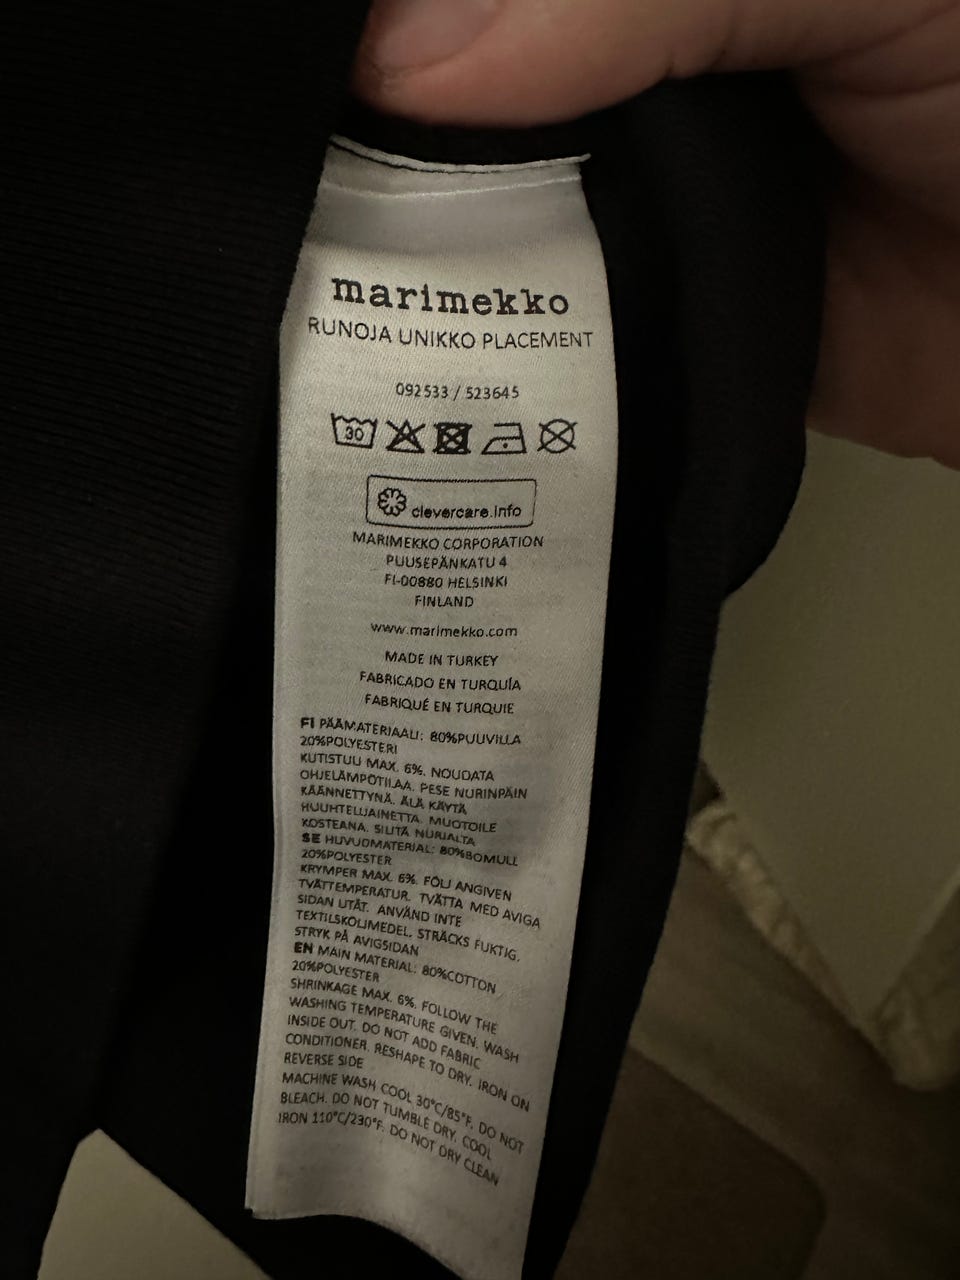 marimekko
RUNOJA UNIKKO PLACEMENT
092533 / 523645
30
clevercare.info
MARIMEKKO CORPORATION
PUUSEPÄNKATU 4
FI-00880 HELSINKI
FINLAND
www.marimekko.com
MADE IN TURKEY
FABRICADO EN TURQUÍA
FABRIQUÉ EN TURQUIE
FI PÄÄMATERIAALI: 80%PUUVILLA
20%POLYESTERI
KUTISTUU MAX. 6%. NOUDATA
OHJELÄMPÖTILAA. PESE NURINPÄIN
KÄÄNNETTYNÄ. ÄLÄ KÄYTÄ
HUUHTELUAINETTA. MUOTOILE
KOSTEANA. SILITÄ NURJALTA
SE HUVUDMATERIAL: 80%BOMULL
20%POLYESTER
KRYMPER MAX. 6%. FÖLJ ANGIVEN
TVÄTTEMPERATUR. TVÄTTA MED AVIGA
SIDAN UTÅT. ANVÄND INTE
TEXTILSKÖLJMEDEL. STRÄCKS FUKTIG.
STRYK PÅ AVIGSIDAN
EN MAIN MATERIAL: 80%COTTON
20%POLYESTER
SHRINKAGE MAX. 6%. FOLLOW THE
WASHING TEMPERATURE GIVEN. WASH
INSIDE OUT. DO NOT ADD FABRIC
CONDITIONER. RESHAPE TO DRY. IRON ON
REVERSE SIDE
MACHINE WASH COOL 30°C/85°F. DO NOT
BLEACH. DO NOT TUMBLE DRY. COOL
IRON 110°C/230°F. DO NOT DRY CLEAN